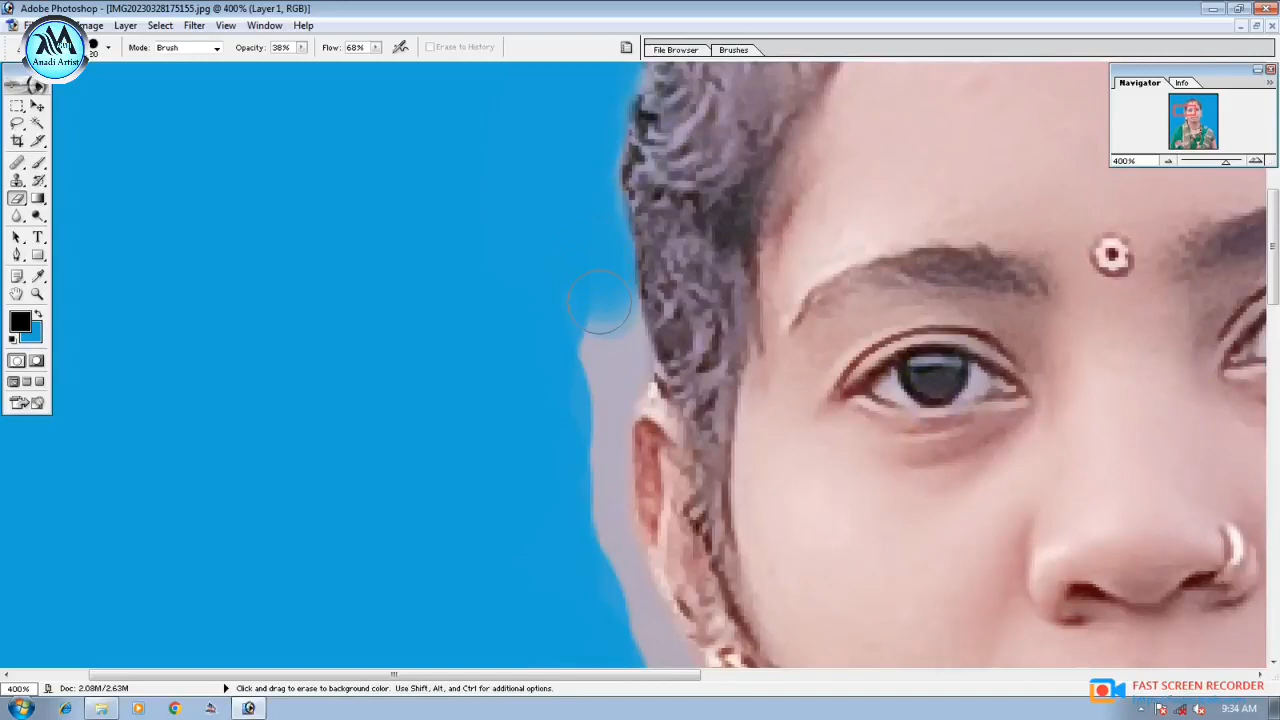 Adobe Photoshop - [IMG20230328175155.jpg @ 400% (Layer 1, RGB)]
Image Layer Select Filter View Window Help
Mode: Brush Opacity: 38% Flow: 68% Erase to History File Browser Brushes
Anadi Artist
Navigator Info
400%
400% Doc: 2.08M/2.63M Click and drag to erase to background color. Use Shift, Alt, and Ctrl for additional options.
FAST SCREEN RECORDER
9:34 AM